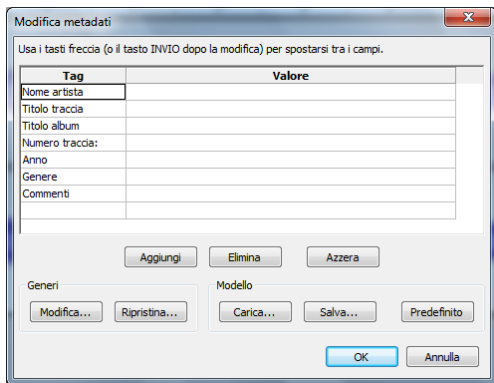 Modifica metadati
Usa i tasti freccia (o il tasto INVIO dopo la modifica) per spostarsi tra i campi.
Tag Valore
Nome artista
Titolo traccia
Titolo album
Numero traccia:
Anno
Genere
Commenti
Aggiungi Elimina Azzera
Generi Modello
Modifica... Ripristina... Carica... Salva... Predefinito
OK Annulla